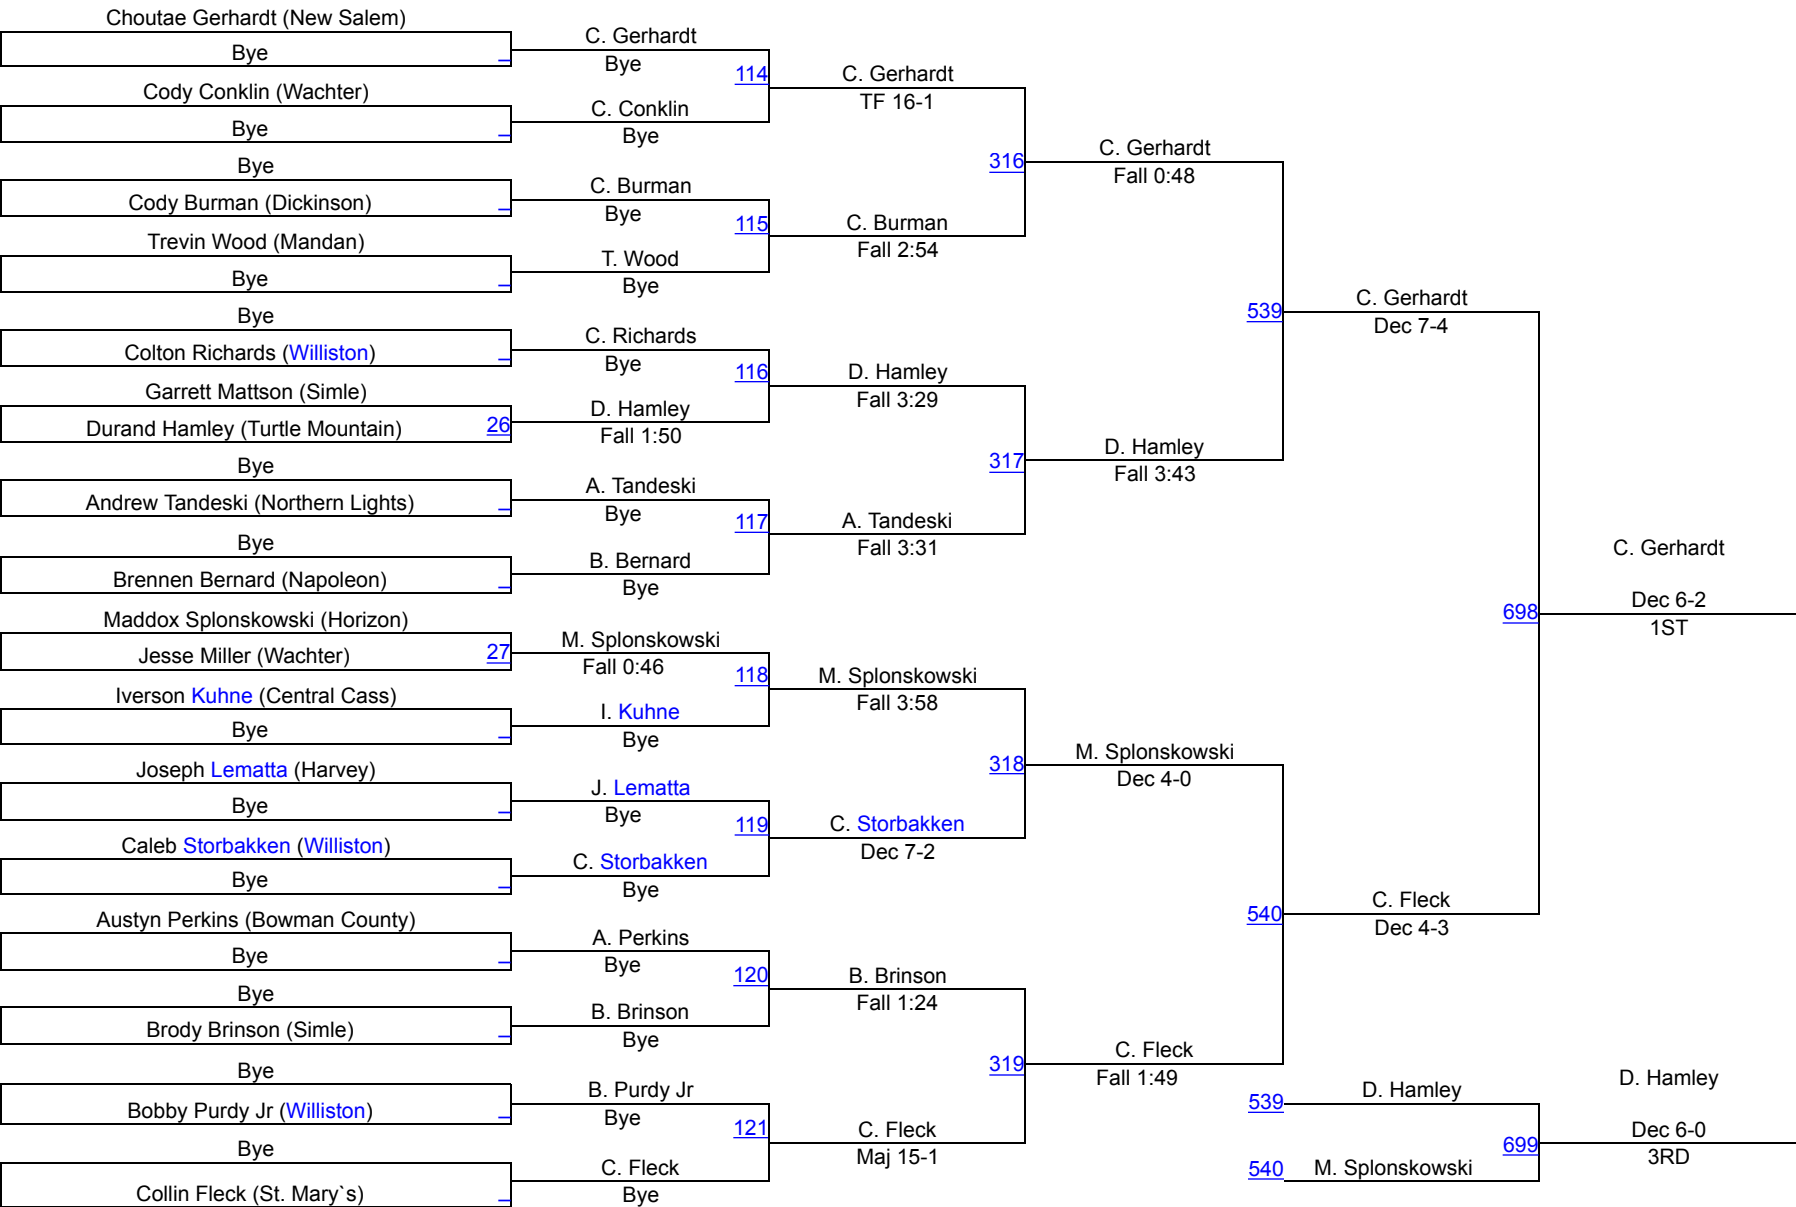 Choutae Gerhardt (New Salem)
Bye
Cody Conklin (Wachter)
Bye
Bye
Cody Burman (Dickinson)
Trevin Wood (Mandan)
Bye
Bye
Colton Richards (Williston)
Garrett Mattson (Simle)
Durand Hamley (Turtle Mountain) 26
Bye
Andrew Tandeski (Northern Lights)
Bye
Brennen Bernard (Napoleon)
Maddox Splonskowski (Horizon)
Jesse Miller (Wachter) 27
Iverson Kuhne (Central Cass)
Bye
Joseph Lematta (Harvey)
Bye
Caleb Storbakken (Williston)
Bye
Austyn Perkins (Bowman County)
Bye
Bye
Brody Brinson (Simle)
Bye
Bobby Purdy Jr (Williston)
Bye
Collin Fleck (St. Mary`s)
C. Gerhardt
Bye
114
C. Conklin
Bye
C. Burman
Bye
115
T. Wood
Bye
C. Richards
Bye
116
D. Hamley
Fall 1:50
A. Tandeski
Bye
117
B. Bernard
Bye
M. Splonskowski
Fall 0:46
118
I. Kuhne
Bye
J. Lematta
Bye
119
C. Storbakken
Bye
A. Perkins
Bye
120
B. Brinson
Bye
B. Purdy Jr
Bye
121
C. Fleck
Bye
C. Gerhardt
TF 16-1
316
C. Burman
Fall 2:54
D. Hamley
Fall 3:29
317
A. Tandeski
Fall 3:31
M. Splonskowski
Fall 3:58
318
C. Storbakken
Dec 7-2
B. Brinson
Fall 1:24
319
C. Fleck
Maj 15-1
C. Gerhardt
Fall 0:48
539
D. Hamley
Fall 3:43
M. Splonskowski
Dec 4-0
540
C. Fleck
Fall 1:49
C. Gerhardt
Dec 7-4
698
C. Fleck
Dec 4-3
539 D. Hamley
699
540 M. Splonskowski
C. Gerhardt
Dec 6-2
1ST
D. Hamley
Dec 6-0
3RD